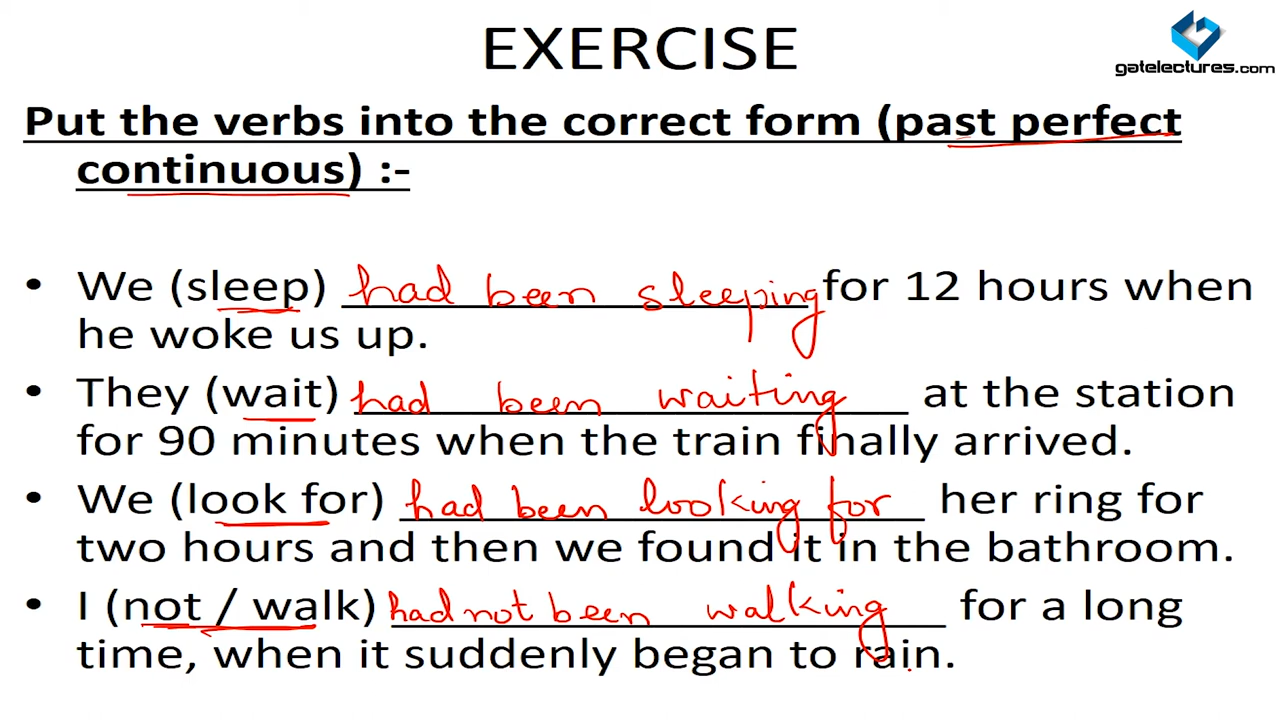 EXERCISE
gatelectures.com
Put the verbs into the correct form (past perfect
continuous) :-
• We (sleep) had been sleeping for 12 hours when
he woke us up.
• They (wait) had been waiting at the station
for 90 minutes when the train finally arrived.
• We (look for) had been looking for her ring for
two hours and then we found it in the bathroom.
• I (not / walk) had not been walking for a long
time, when it suddenly began to rain.